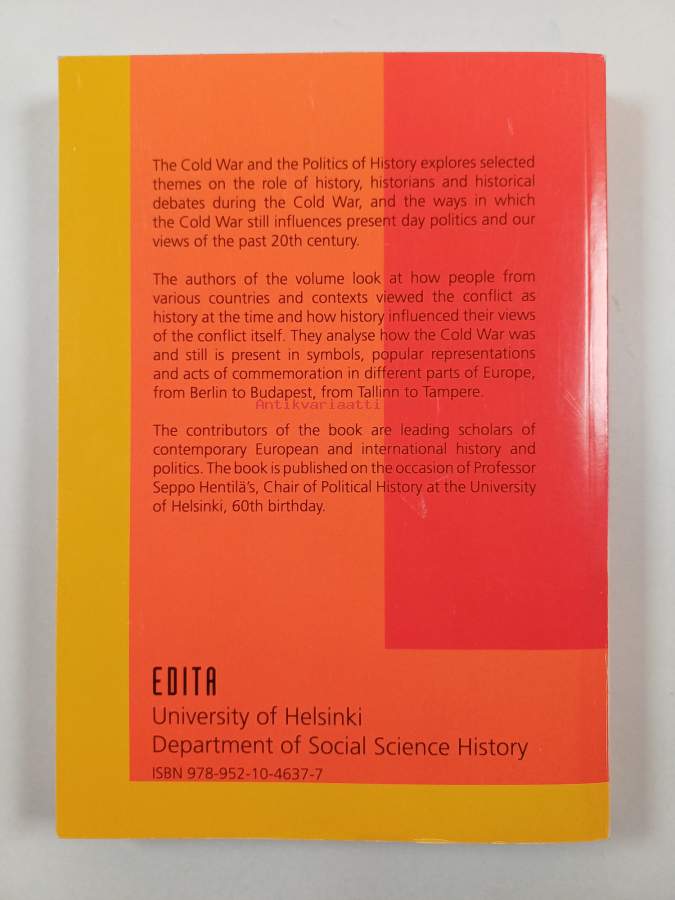 The Cold War and the Politics of History explores selected
themes on the role of history, historians and historical
debates during the Cold War, and the ways in which
the Cold War still influences present day politics and our
views of the past 20th century.
The authors of the volume look at how people from
various countries and contexts viewed the conflict as
history at the time and how history influenced their views
of the conflict itself. They analyse how the Cold War was
and still is present in symbols, popular representations
and acts of commemoration in different parts of Europe,
from Berlin to Budapest, from Tallinn to Tampere.
Antikvariaatti
The contributors of the book are leading scholars of
contemporary European and international history and
politics. The book is published on the occasion of Professor
Seppo Hentilä's, Chair of Political History at the University
of Helsinki, 60th birthday.
EDITA
University of Helsinki
Department of Social Science History
ISBN 978-952-10-4637-7